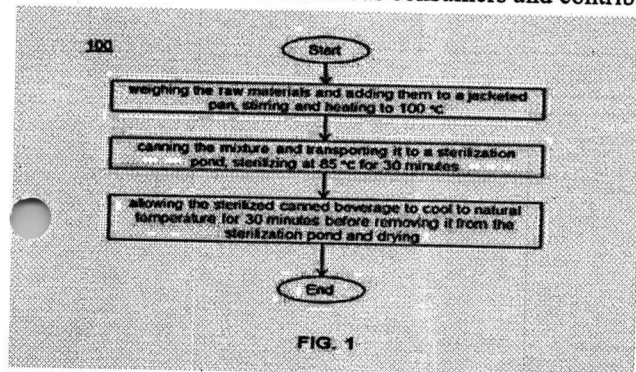 consumers and contrib
100
Start
weighing the raw materials and adding them to a jacketed
pan, stirring and heating to 100 °C
canning the mixture and transporting it to a sterilization
pond, sterilizing at 85 °C for 30 minutes
allowing the sterilized canned beverage to cool to natural
temperature for 30 minutes before removing it from the
sterilization pond and drying
End
FIG. 1